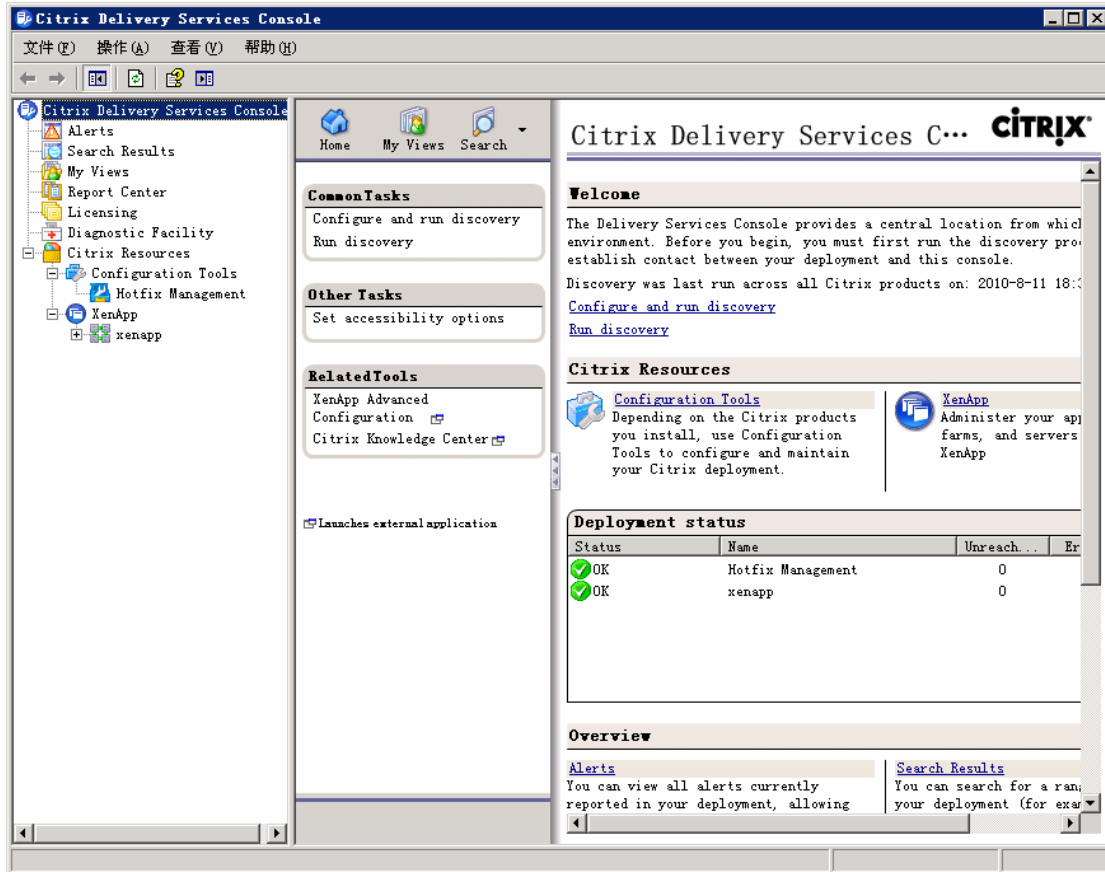 Citrix Delivery Services Console
文件(F) 操作(A) 查看(V) 帮助(H)
Citrix Delivery Services Console
Alerts
Search Results
My Views
Report Center
Licensing
Diagnostic Facility
Citrix Resources
Configuration Tools
Hotfix Management
XenApp
xenapp
Home My Views Search
Common Tasks
Configure and run discovery
Run discovery
Other Tasks
Set accessibility options
Related Tools
XenApp Advanced
Configuration
Citrix Knowledge Center
Launches external application
Citrix Delivery Services C... CITRIX
Welcome
The Delivery Services Console provides a central location from which
environment. Before you begin, you must first run the discovery pro
establish contact between your deployment and this console.
Discovery was last run across all Citrix products on: 2010-8-11 18:
Configure and run discovery
Run discovery
Citrix Resources
Configuration Tools
Depending on the Citrix products
you install, use Configuration
Tools to configure and maintain
your Citrix deployment.
XenApp
Administer your app
farms, and servers
XenApp
Deployment status
Status Name Unreach... Er
OK Hotfix Management 0
OK xenapp 0
Overview
Alerts
You can view all alerts currently
reported in your deployment, allowing
Search Results
You can search for a ran
your deployment (for exa